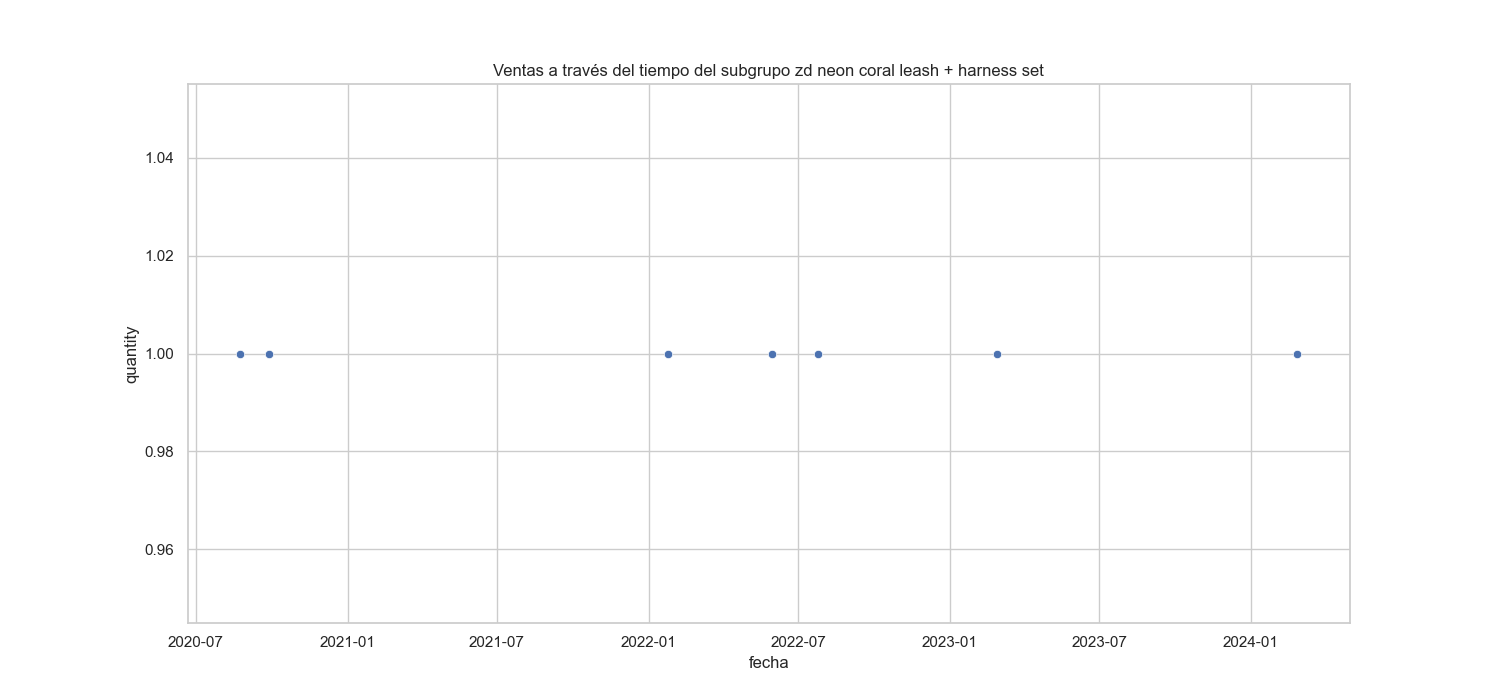 Ventas a través del tiempo del subgrupo zd neon coral leash + harness set
1.04
1.02
1.00
0.98
0.96
quantity
2020-07 2021-01 2021-07 2022-01 2022-07 2023-01 2023-07 2024-01
fecha